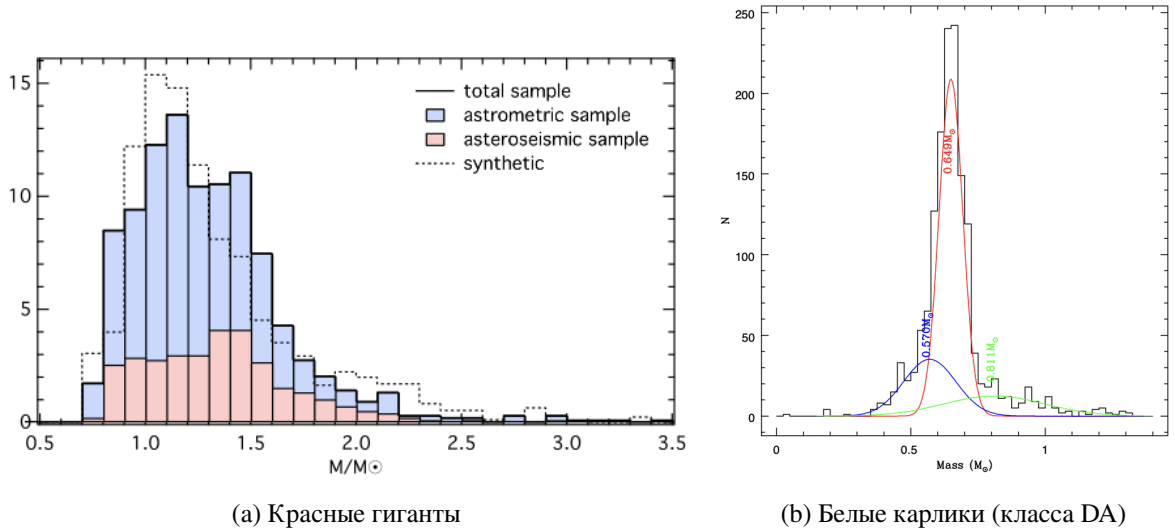 15
10
5
0
0.5 1.0 1.5 2.0 2.5 3.0 3.5
M/M⊙
total sample
astrometric sample
asteroseismic sample
synthetic
(a) Красные гиганты
250
200
150
100
50
0
N
0 0.5 1
Mass (M⊙)
0.570M⊙
0.649M⊙
0.811M⊙
(b) Белые карлики (класса DA)